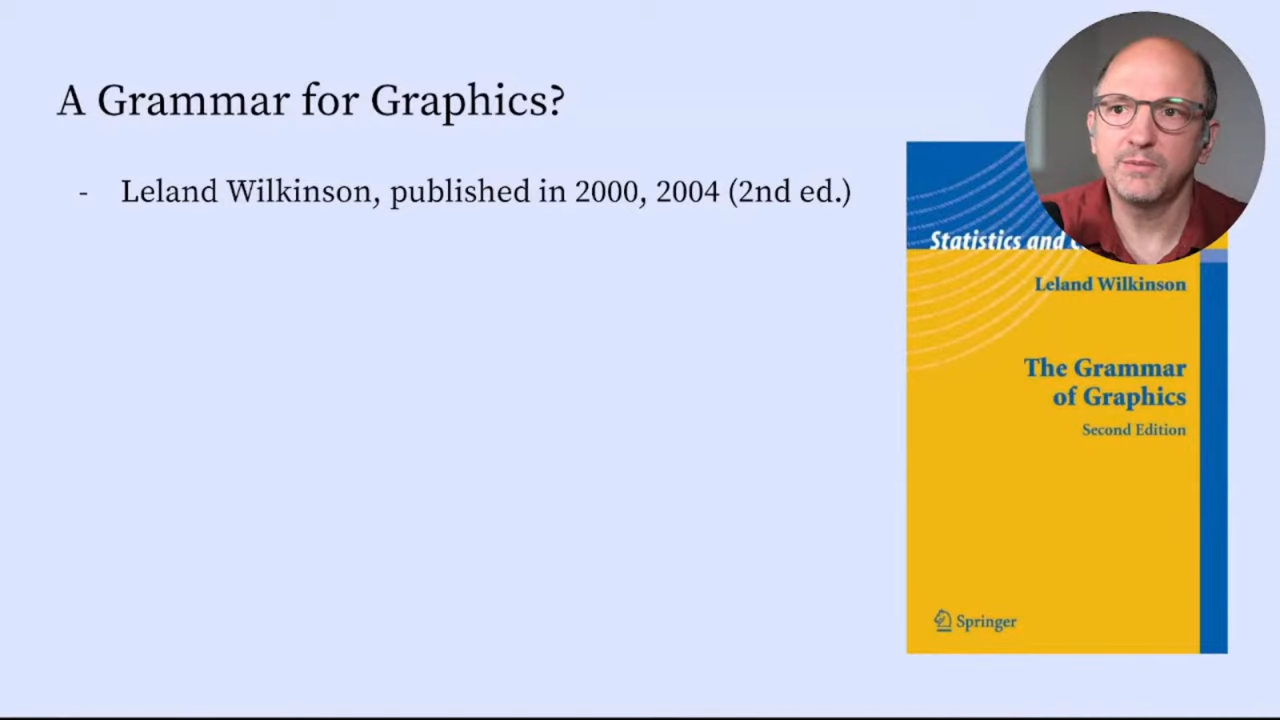 A Grammar for Graphics?
- Leland Wilkinson, published in 2000, 2004 (2nd ed.)
Statistics and
Leland Wilkinson
The Grammar
of Graphics
Second Edition
Springer